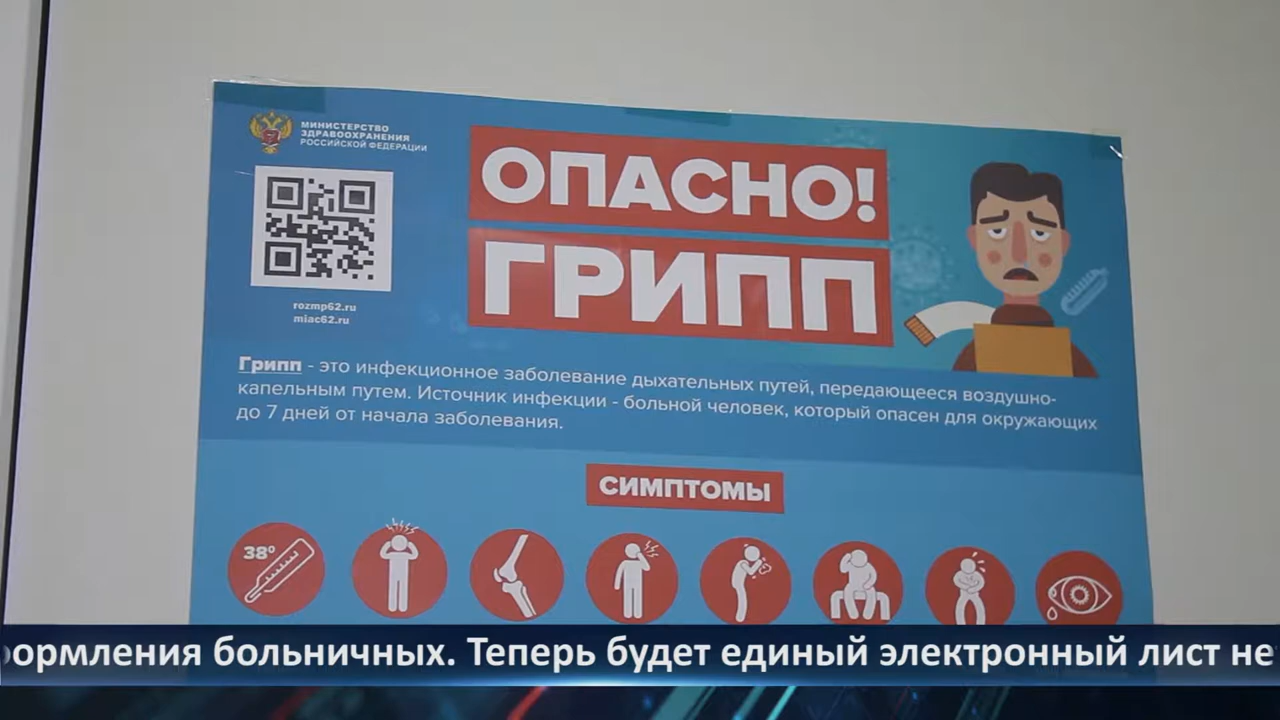 МИНИСТЕРСТВО
ЗДРАВООХРАНЕНИЯ
РОССИЙСКОЙ ФЕДЕРАЦИИ
rozmp62.ru
miac62.ru
ОПАСНО!
ГРИПП
Грипп - это инфекционное заболевание дыхательных путей, передающееся воздушно-
капельным путем. Источник инфекции - больной человек, который опасен для окружающих
до 7 дней от начала заболевания.
СИМПТОМЫ
38°
ормления больничных. Теперь будет единый электронный лист не